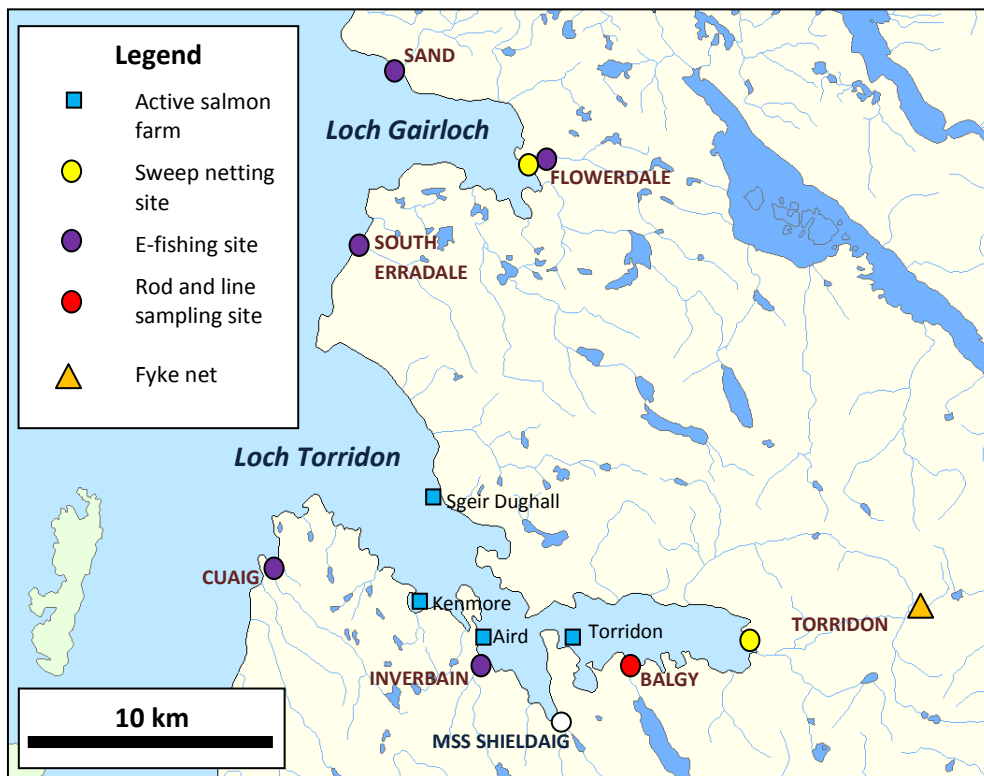 Legend
Active salmon
farm
Sweep netting
site
E-fishing site
Rod and line
sampling site
Fyke net
SAND
Loch Gairloch
FLOWERDALE
SOUTH
ERRADALE
Loch Torridon
Sgeir Dughall
CUAIG
Kenmore
Aird
Torridon
TORRIDON
INVERBAIN
BALGY
MSS SHIELDAIG
10 km